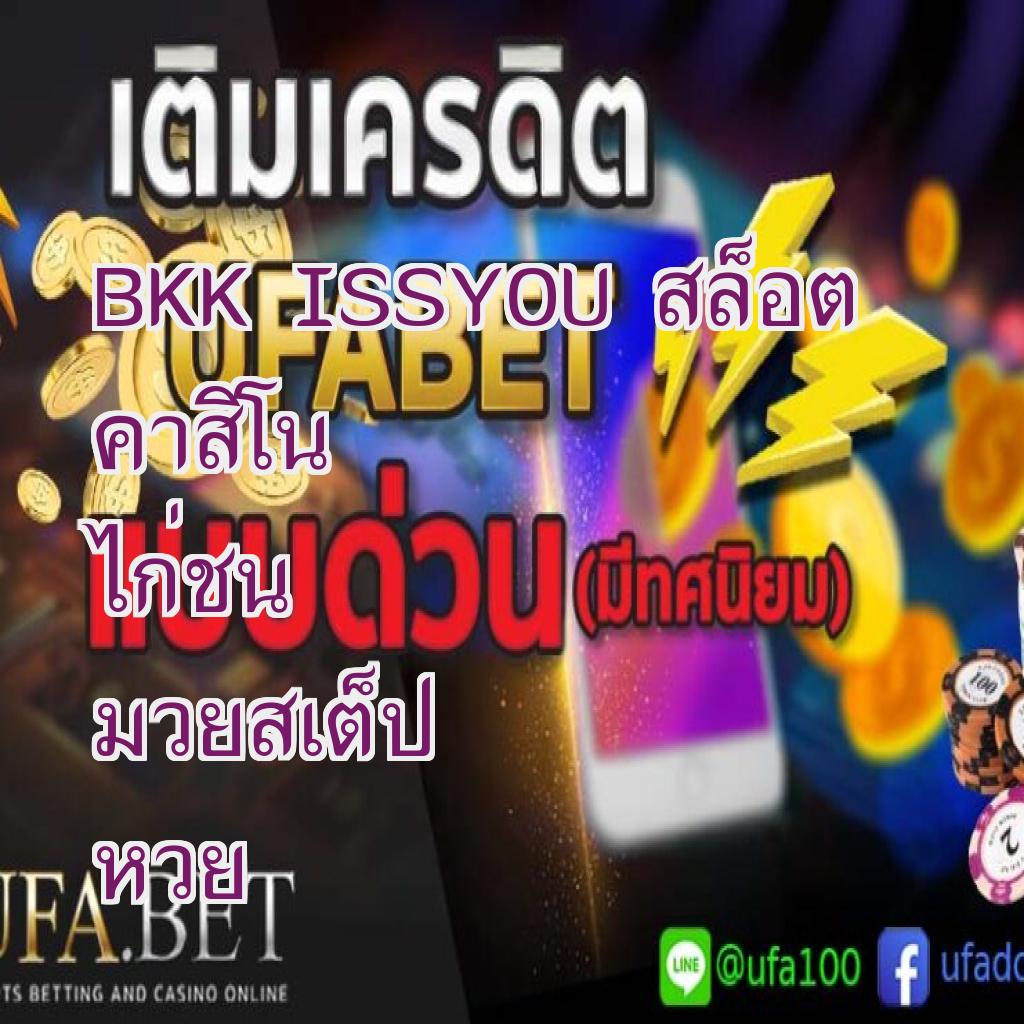 เติมเครดิต
BKK ISSYOU สล็อต
UFABET
คาสิโน
แบบด่วน (มีทศนิยม)
ไก่ชน
มวยสเต็ป
หวย
UFA.BET
BETTING AND CASINO ONLINE
100
LINE @ufa100 f